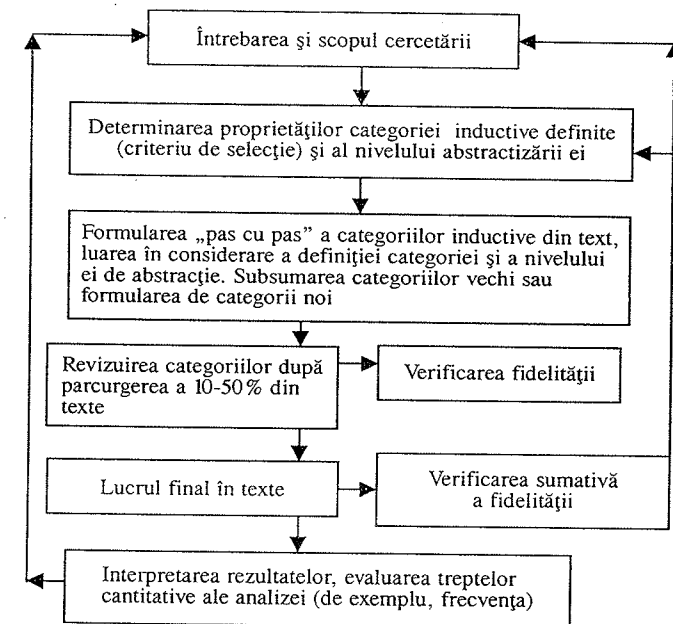 Întrebarea şi scopul cercetării
Determinarea proprietăţilor categoriei inductive definite
(criteriu de selecţie) şi al nivelului abstractizării ei
Formularea „pas cu pas” a categoriilor inductive din text,
luarea în considerare a definiţiei categoriei şi a nivelului
ei de abstracţie. Subsumarea categoriilor vechi sau
formularea de categorii noi
Revizuirea categoriilor după
parcurgerea a 10-50% din
texte
Verificarea fidelităţii
Lucrul final în texte
Verificarea sumativă
a fidelităţii
Interpretarea rezultatelor, evaluarea treptelor
cantitative ale analizei (de exemplu, frecvenţa)